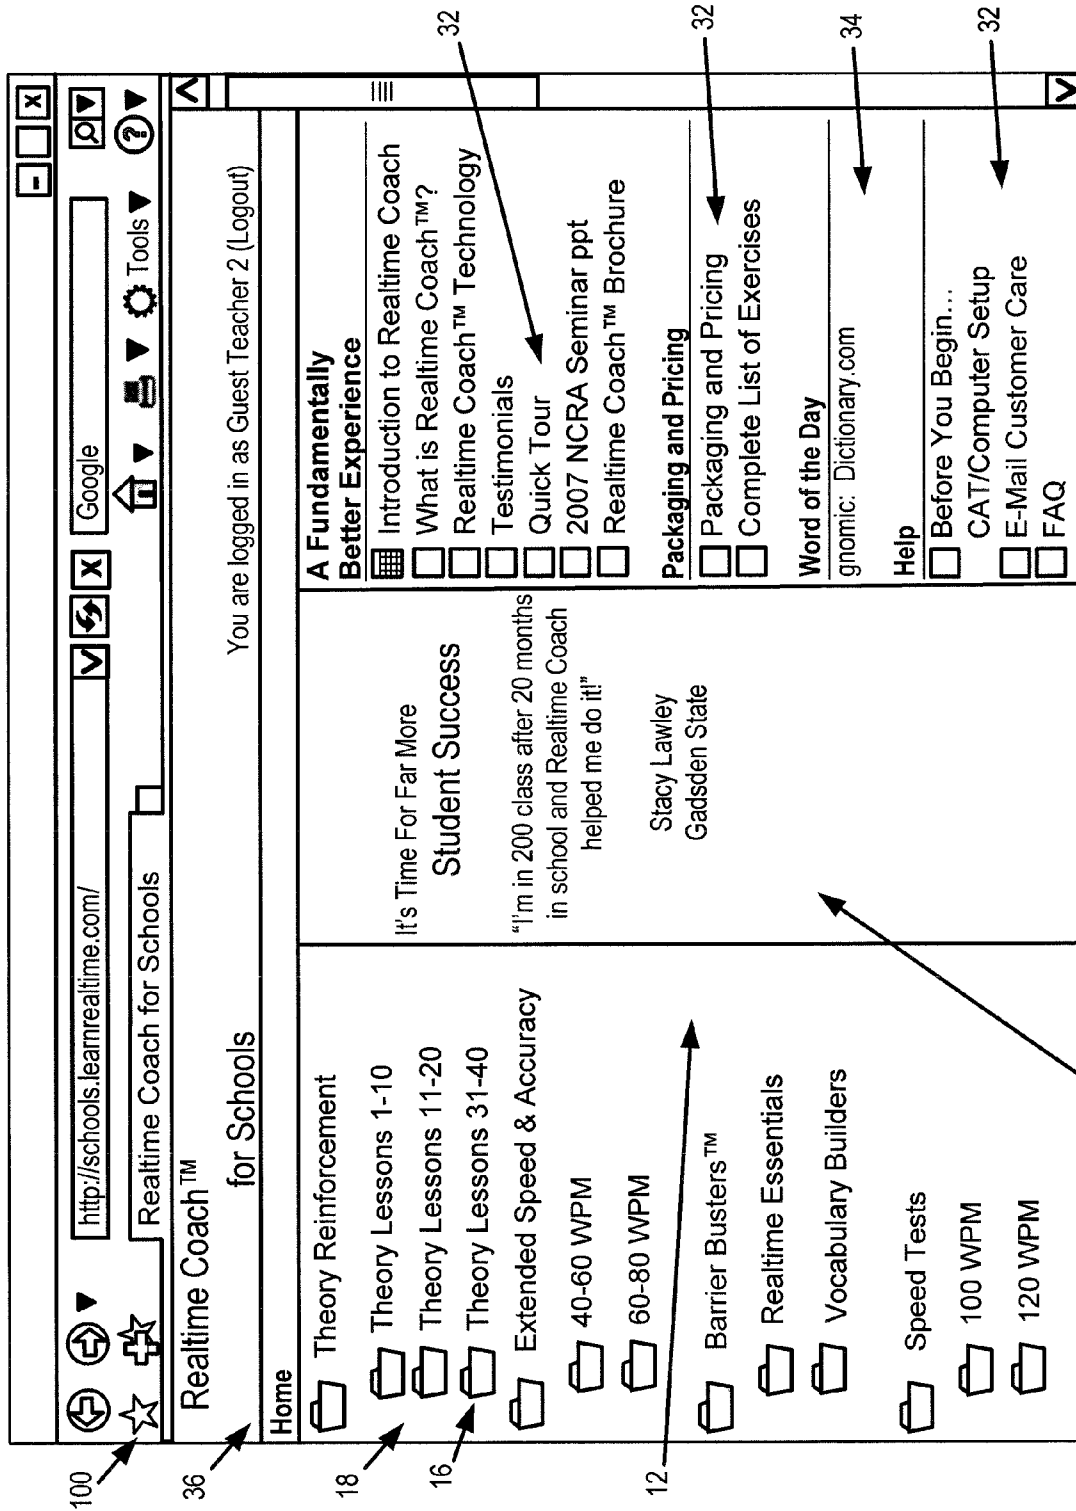 http://schools.learnrealtime.com/
Google
Realtime Coach for Schools
Tools
Realtime Coach™
for Schools
You are logged in as Guest Teacher 2 (Logout)
Home
Theory Reinforcement
Theory Lessons 1-10
Theory Lessons 11-20
Theory Lessons 31-40
Extended Speed & Accuracy
40-60 WPM
60-80 WPM
Barrier Busters™
Realtime Essentials
Vocabulary Builders
Speed Tests
100 WPM
120 WPM
It's Time For Far More
Student Success
“I'm in 200 class after 20 months
in school and Realtime Coach
helped me do it!”
Stacy Lawley
Gadsden State
A Fundamentally
Better Experience
Introduction to Realtime Coach
What is Realtime Coach™?
Realtime Coach™ Technology
Testimonials
Quick Tour
2007 NCRA Seminar ppt
Realtime Coach™ Brochure
Packaging and Pricing
Packaging and Pricing
Complete List of Exercises
Word of the Day
gnomic: Dictionary.com
Help
Before You Begin...
CAT/Computer Setup
E-Mail Customer Care
FAQ
100
36
18
16
12
32
32
34
32